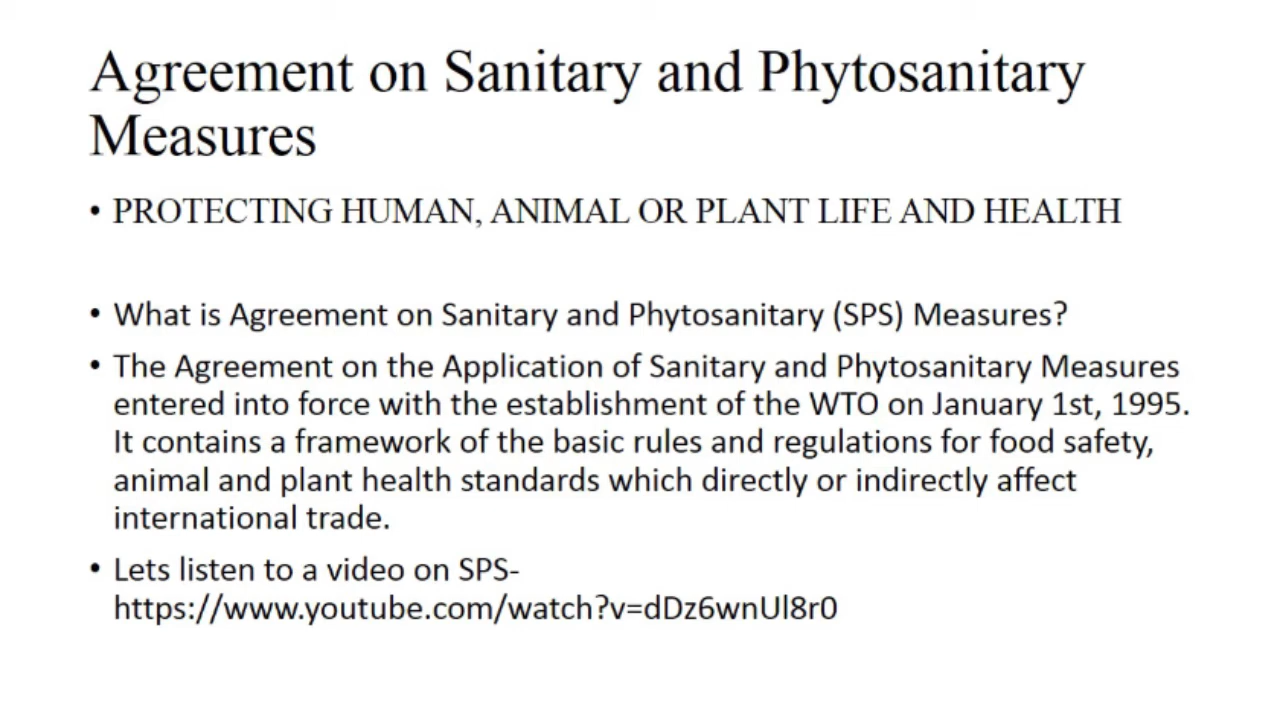 Agreement on Sanitary and Phytosanitary
Measures
• PROTECTING HUMAN, ANIMAL OR PLANT LIFE AND HEALTH
• What is Agreement on Sanitary and Phytosanitary (SPS) Measures?
• The Agreement on the Application of Sanitary and Phytosanitary Measures
entered into force with the establishment of the WTO on January 1st, 1995.
It contains a framework of the basic rules and regulations for food safety,
animal and plant health standards which directly or indirectly affect
international trade.
• Lets listen to a video on SPS-
https://www.youtube.com/watch?v=dDz6wnUl8r0